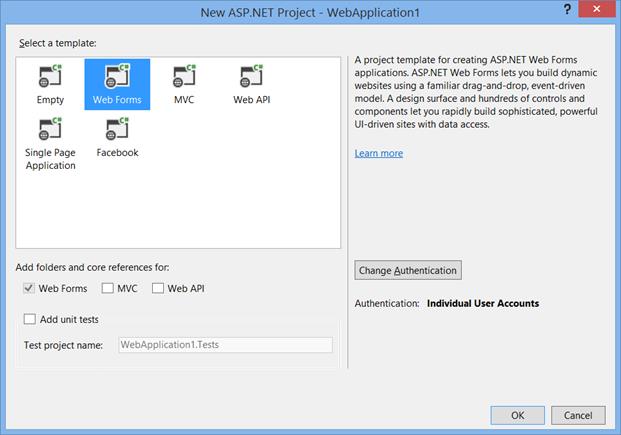 New ASP.NET Project - WebApplication1
?
Select a template:
Empty
Web Forms
MVC
Web API
Single Page
Application
Facebook
A project template for creating ASP.NET Web Forms
applications. ASP.NET Web Forms lets you build dynamic
websites using a familiar drag-and-drop, event-driven
model. A design surface and hundreds of controls and
components let you rapidly build sophisticated, powerful
UI-driven sites with data access.
Learn more
Add folders and core references for:
Web Forms
MVC
Web API
Add unit tests
Test project name:
WebApplication1.Tests
Change Authentication
Authentication: Individual User Accounts
OK
Cancel